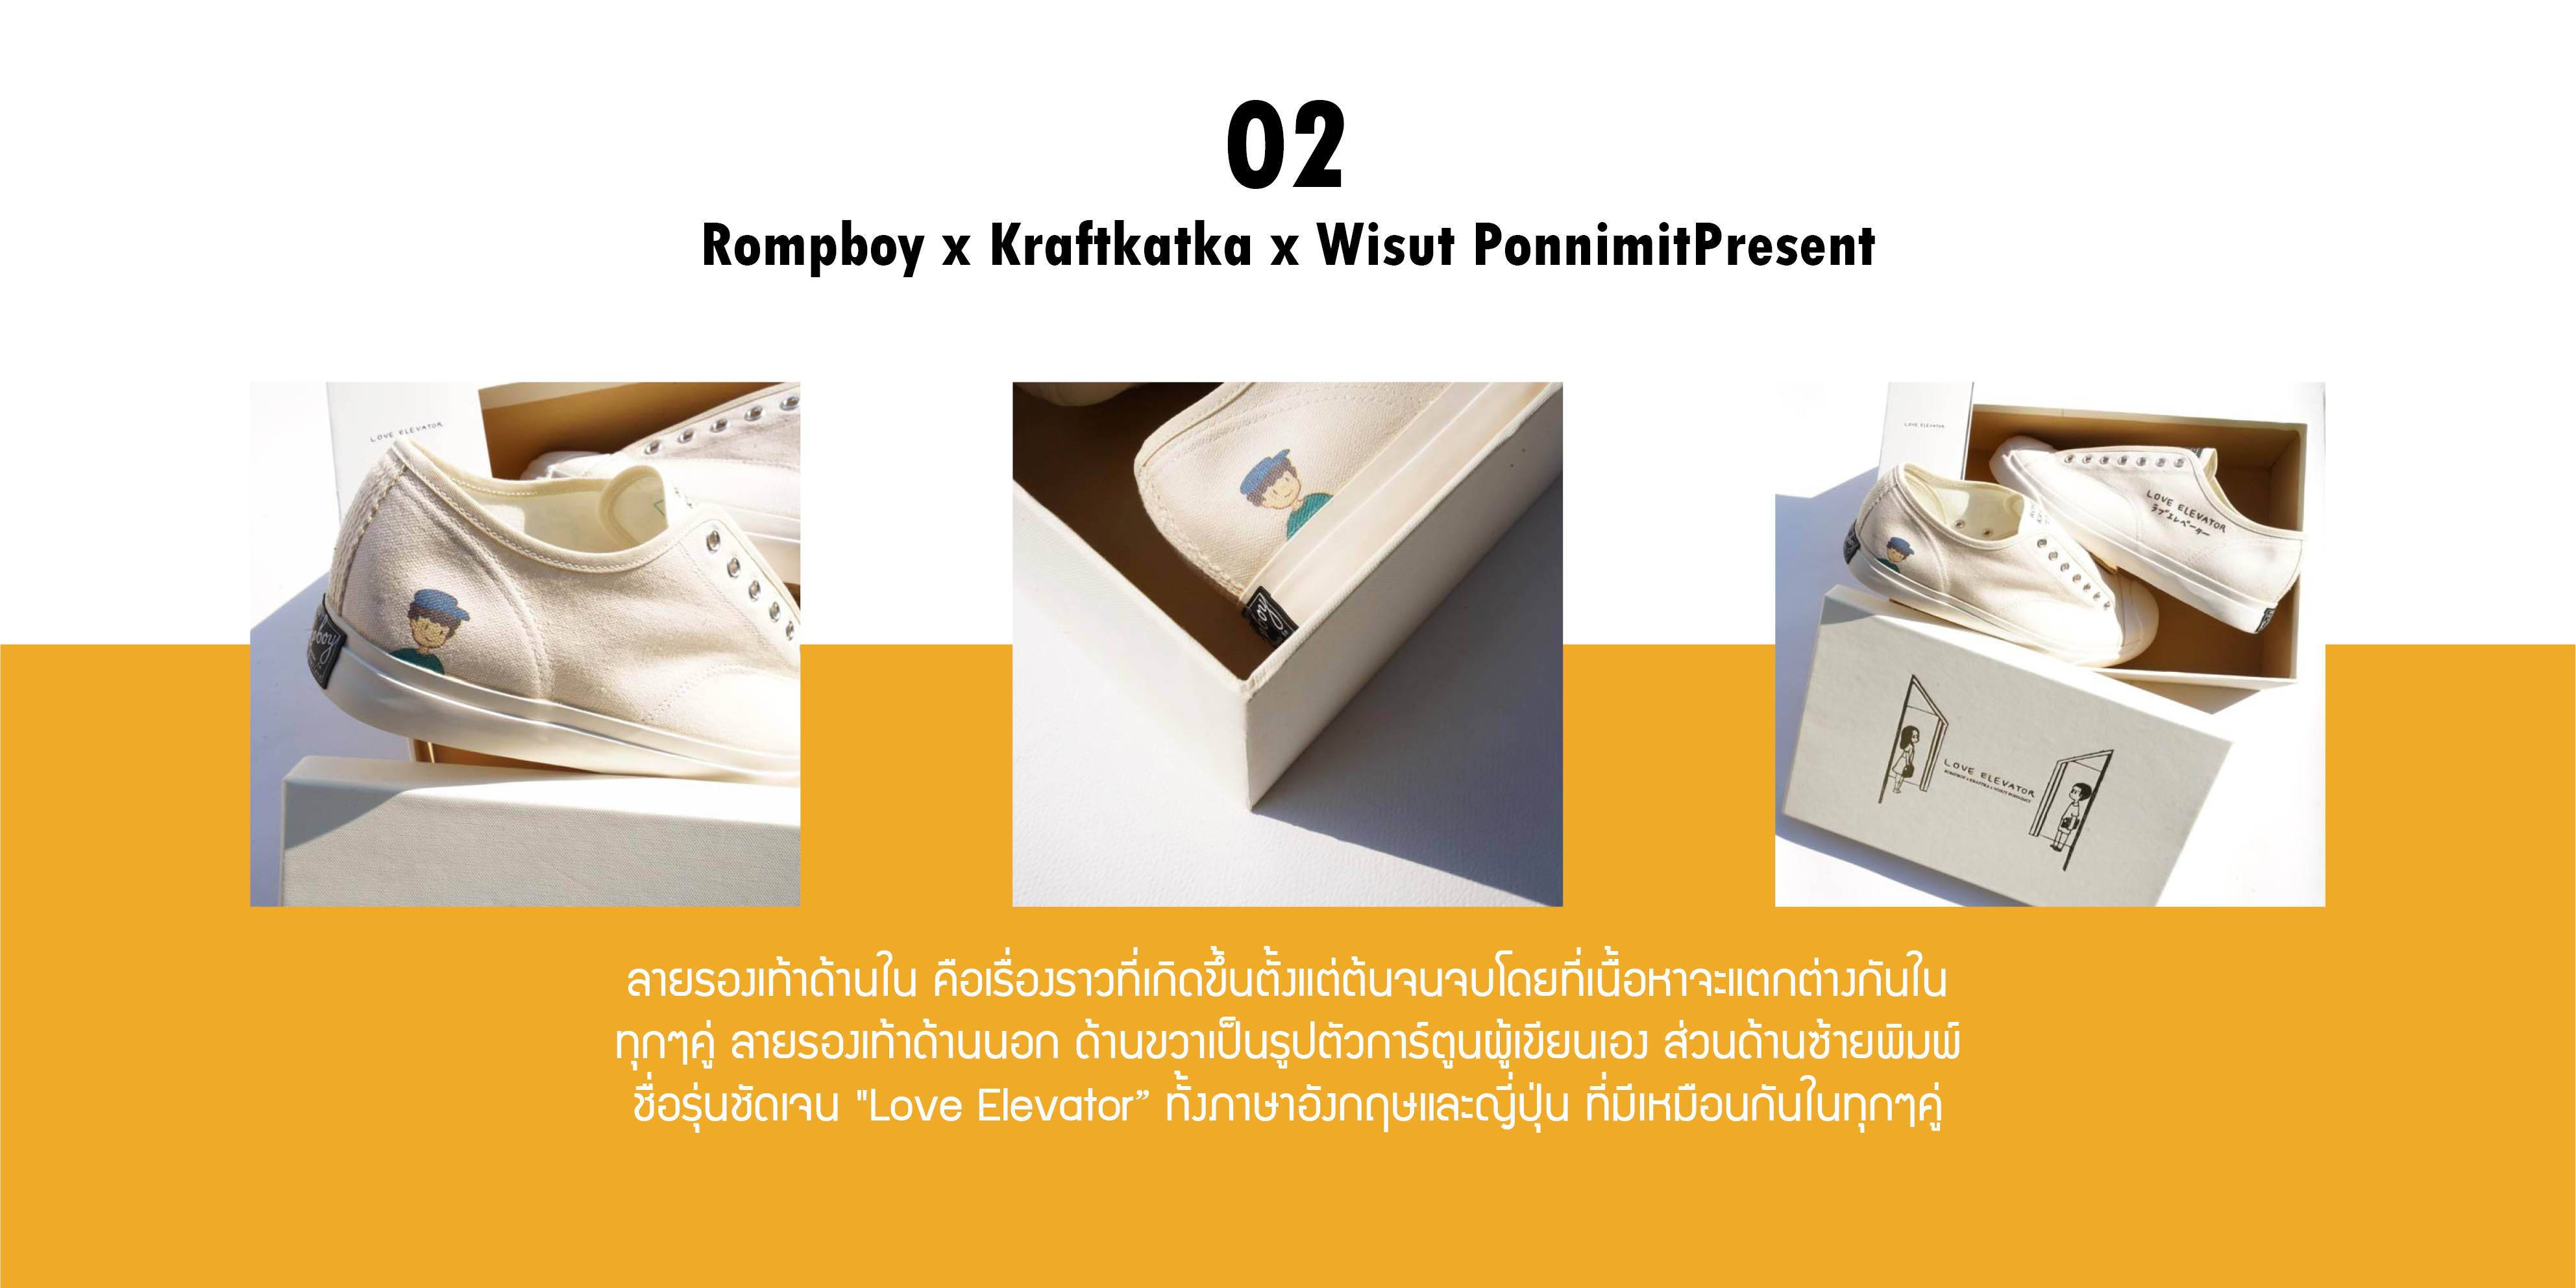 02
Rompboy x Kraftkatka x Wisut PonnimitPresent
LOVE ELEVATOR
LOVE ELEVATOR
LOVE ELEVATOR
ラブエレベーター
LOVE ELEVATOR
ลายรองเท้าด้านใน คือเรื่องราวที่เกิดขึ้นตั้งแต่ต้นจนจบโดยที่เนื้อหาจะแตกต่างกันใน
ทุกๆคู่ ลายรองเท้าด้านนอก ด้านขวาเป็นรูปตัวการ์ตูนผู้เขียนเอง ส่วนด้านซ้ายพิมพ์
ชื่อรุ่นชัดเจน "Love Elevator” ทั้งภาษาอังกฤษและญี่ปุ่น ที่มีเหมือนกันในทุกๆคู่